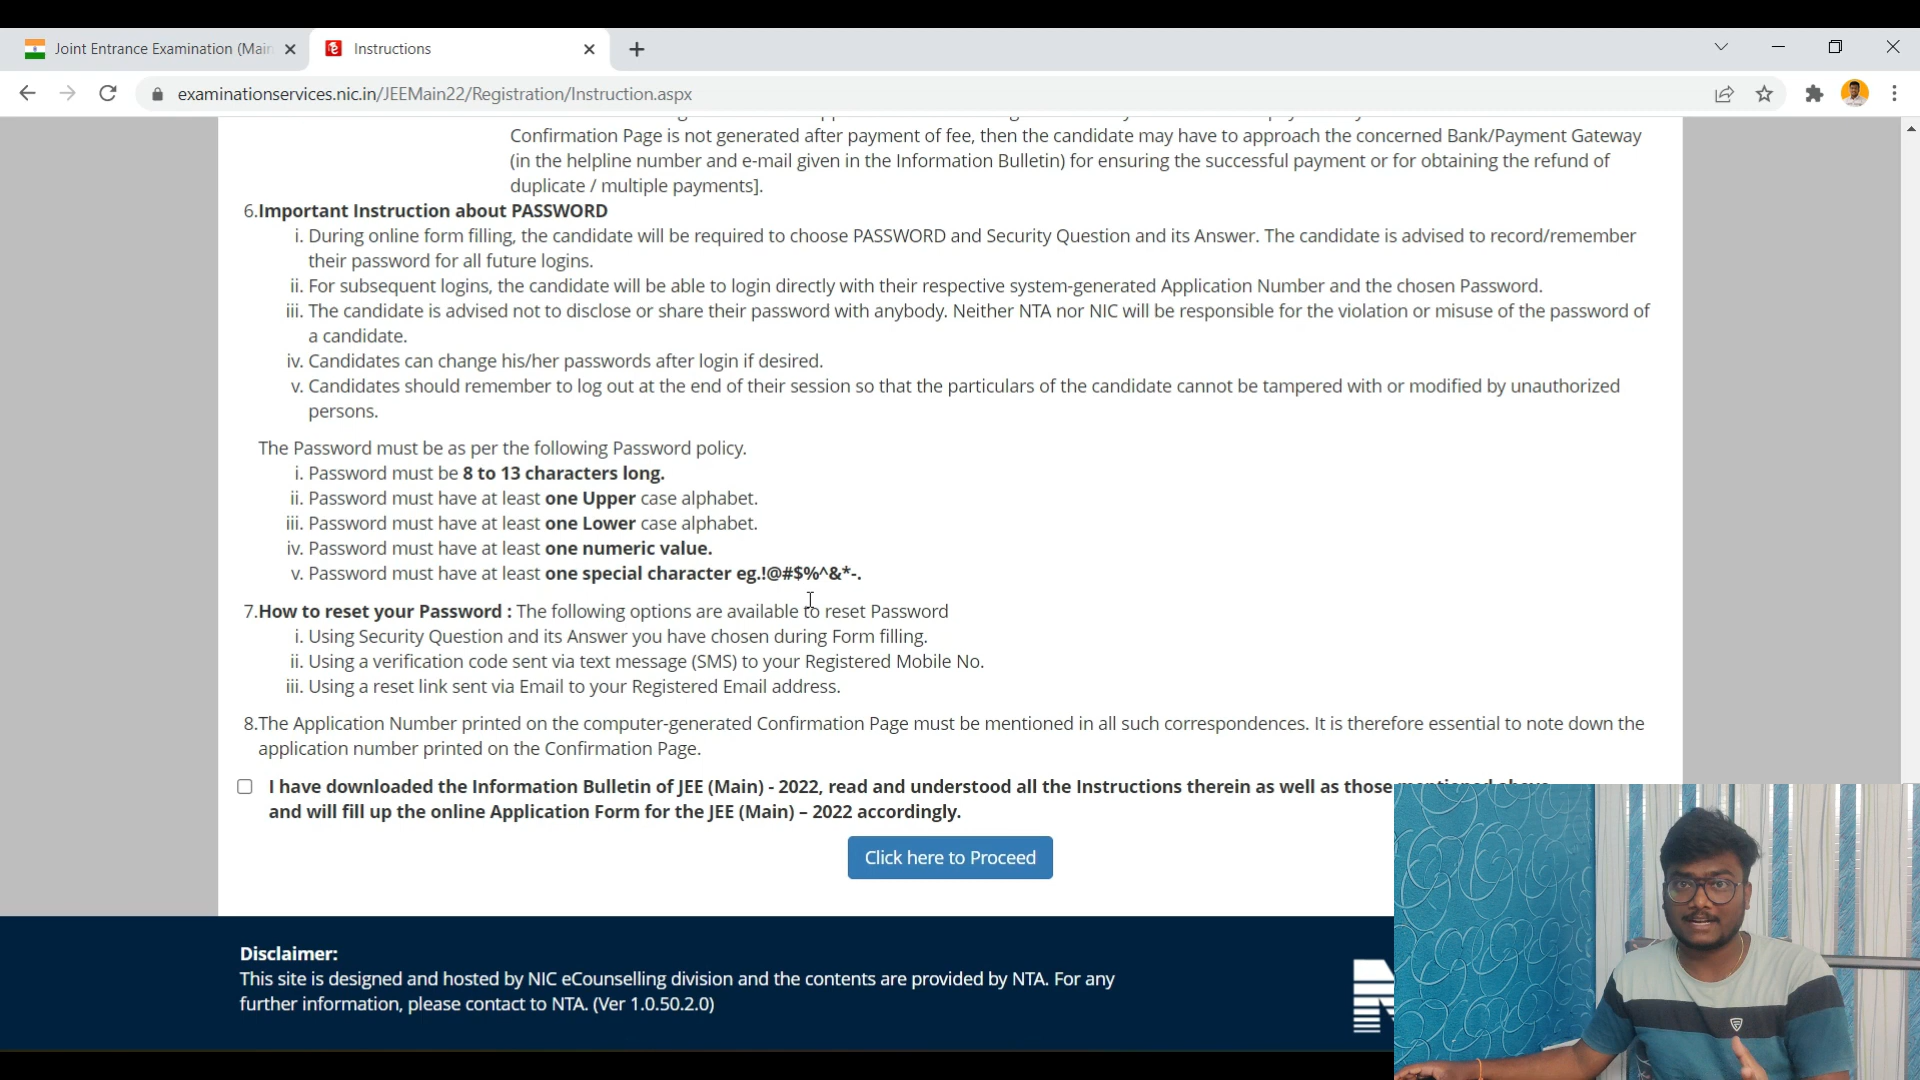 Joint Entrance Examination (Main
Instructions
examinationservices.nic.in/JEEMain22/Registration/Instruction.aspx
Confirmation Page is not generated after payment of fee, then the candidate may have to approach the concerned Bank/Payment Gateway
(in the helpline number and e-mail given in the Information Bulletin) for ensuring the successful payment or for obtaining the refund of
duplicate / multiple payments].
6.Important Instruction about PASSWORD
i. During online form filling, the candidate will be required to choose PASSWORD and Security Question and its Answer. The candidate is advised to record/remember
their password for all future logins.
ii. For subsequent logins, the candidate will be able to login directly with their respective system-generated Application Number and the chosen Password.
iii. The candidate is advised not to disclose or share their password with anybody. Neither NTA nor NIC will be responsible for the violation or misuse of the password of
a candidate.
iv. Candidates can change his/her passwords after login if desired.
v. Candidates should remember to log out at the end of their session so that the particulars of the candidate cannot be tampered with or modified by unauthorized
persons.
The Password must be as per the following Password policy.
i. Password must be 8 to 13 characters long.
ii. Password must have at least one Upper case alphabet.
iii. Password must have at least one Lower case alphabet.
iv. Password must have at least one numeric value.
v. Password must have at least one special character eg.!@#$%^&*-.
7.How to reset your Password : The following options are available to reset Password
i. Using Security Question and its Answer you have chosen during Form filling.
ii. Using a verification code sent via text message (SMS) to your Registered Mobile No.
iii. Using a reset link sent via Email to your Registered Email address.
8.The Application Number printed on the computer-generated Confirmation Page must be mentioned in all such correspondences. It is therefore essential to note down the
application number printed on the Confirmation Page.
I have downloaded the Information Bulletin of JEE (Main) - 2022, read and understood all the Instructions therein as well as those
and will fill up the online Application Form for the JEE (Main) – 2022 accordingly.
Click here to Proceed
Disclaimer:
This site is designed and hosted by NIC eCounselling division and the contents are provided by NTA. For any
further information, please contact to NTA. (Ver 1.0.50.2.0)